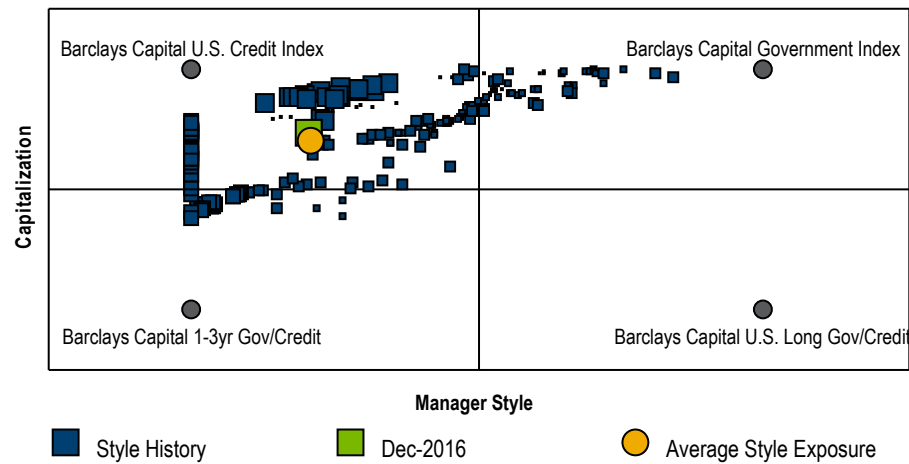 Barclays Capital U.S. Credit Index
Barclays Capital Government Index
Capitalization
Barclays Capital 1-3yr Gov/Credit
Barclays Capital U.S. Long Gov/Credit
Manager Style
Style History
Dec-2016
Average Style Exposure